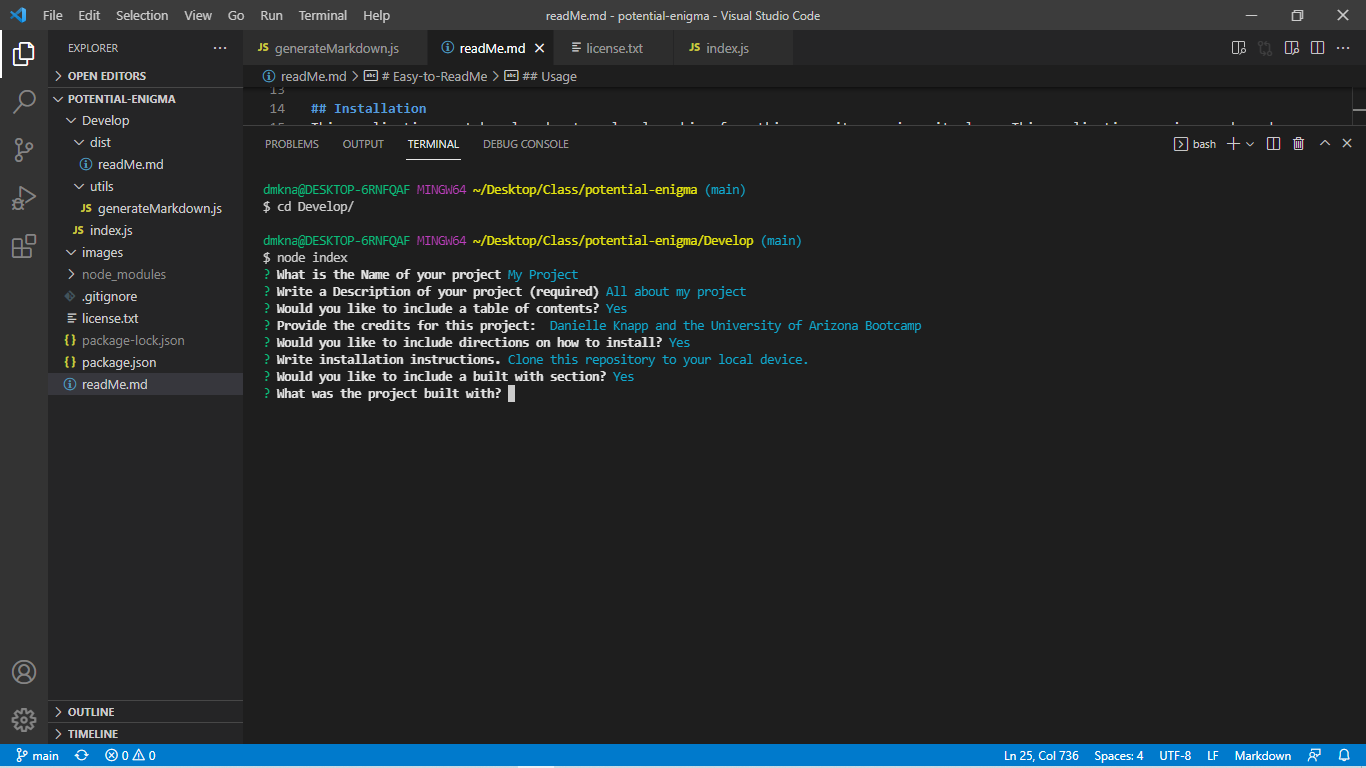 File Edit Selection View Go Run Terminal Help readMe.md - potential-enigma - Visual Studio Code
EXPLORER ···
OPEN EDITORS
POTENTIAL-ENIGMA
Develop
dist
readMe.md
utils
JS generateMarkdown.js
JS index.js
images
node_modules
.gitignore
license.txt
{} package-lock.json
{} package.json
readMe.md
OUTLINE
TIMELINE
JS generateMarkdown.js readMe.md license.txt JS index.js
readMe.md > # Easy-to-ReadMe > ## Usage
13
14 ## Installation
PROBLEMS OUTPUT TERMINAL DEBUG CONSOLE bash
dmkna@DESKTOP-6RNFQAF MINGW64 ~/Desktop/Class/potential-enigma (main)
$ cd Develop/
dmkna@DESKTOP-6RNFQAF MINGW64 ~/Desktop/Class/potential-enigma/Develop (main)
$ node index
? What is the Name of your project My Project
? Write a Description of your project (required) All about my project
? Would you like to include a table of contents? Yes
? Provide the credits for this project:  Danielle Knapp and the University of Arizona Bootcamp
? Would you like to include directions on how to install? Yes
? Write installation instructions. Clone this repository to your local device.
? Would you like to include a built with section? Yes
? What was the project built with?
main 0 0 Ln 25, Col 736 Spaces: 4 UTF-8 LF Markdown